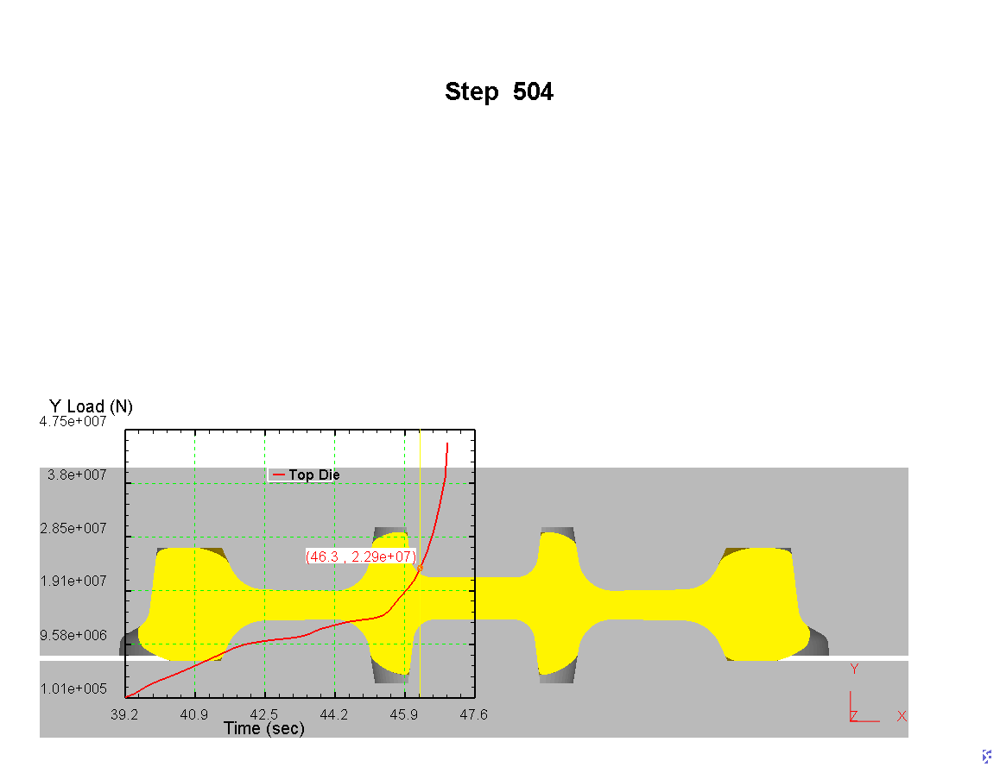 Step 504
Y Load (N)
4.75e+007
3.8e+007
Top Die
2.85e+007
(46.3 , 2.29e+07)
1.91e+007
9.58e+006
1.01e+005
39.2 40.9 42.5 44.2 45.9 47.6
Time (sec)
Y
Z X